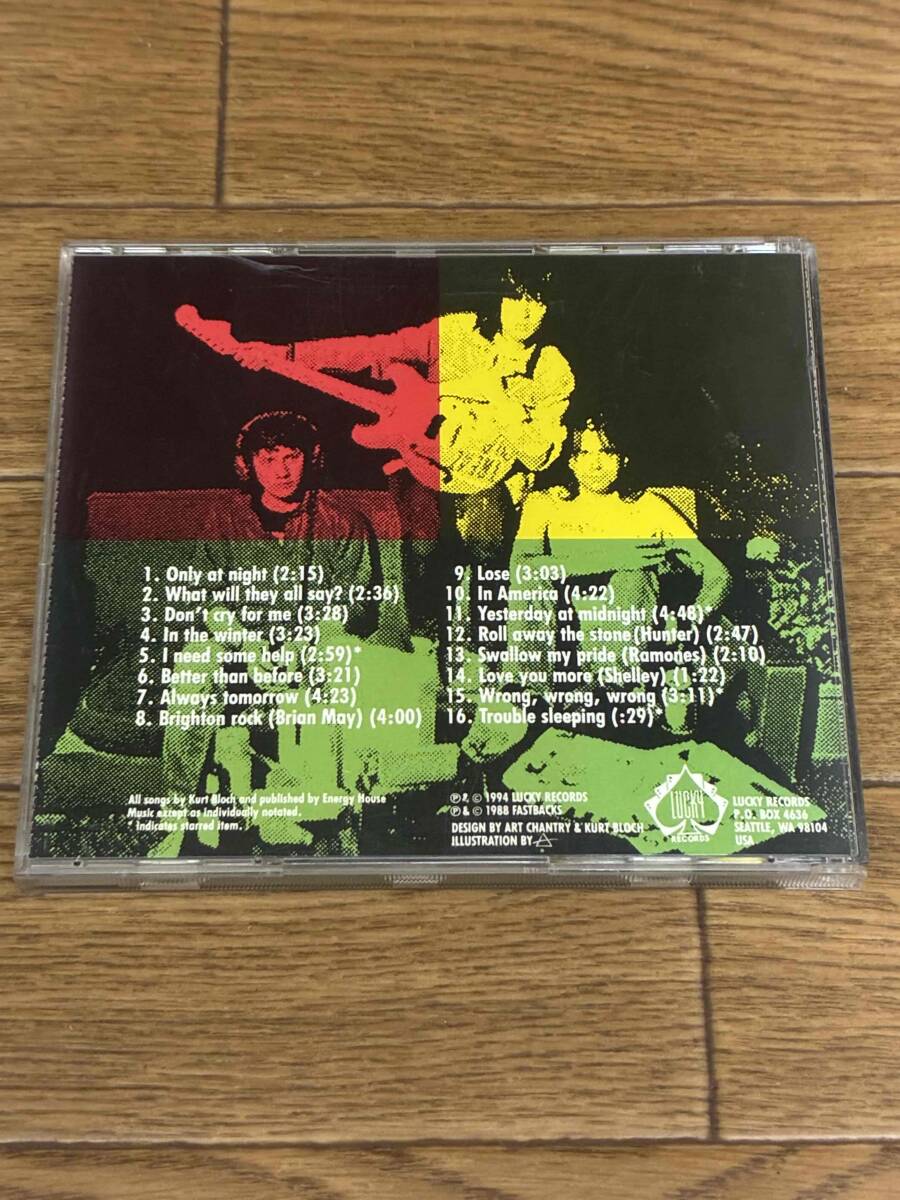 1. Only at night (2:15)
2. What will they all say? (2:36)
3. Don't cry for me (3:28)
4. In the winter (3:23)
5. I need some help (2:59)*
6. Better than before (3:21)
7. Always tomorrow (4:23)
8. Brighton rock (Brian May) (4:00)
9. Lose (3:03)
10. In America (4:22)
11. Yesterday at midnight (4:48)*
12. Roll away the stone (Hunter) (2:47)
13. Swallow my pride (Ramones) (2:10)
14. Love you more (Shelley) (1:22)
15. Wrong, wrong, wrong (3:11)*
16. Trouble sleeping (:29)*
All songs by Kurt Bloch and published by Energy House
Music except as individually notated.
* Indicates starred item.
℗ & © 1994 LUCKY RECORDS
℗ & © 1988 FASTBACKS
DESIGN BY ART CHANTRY & KURT BLOCH
ILLUSTRATION BY
LUCKY
RECORDS
LUCKY RECORDS
P.O. BOX 4636
SEATTLE, WA 98104
USA